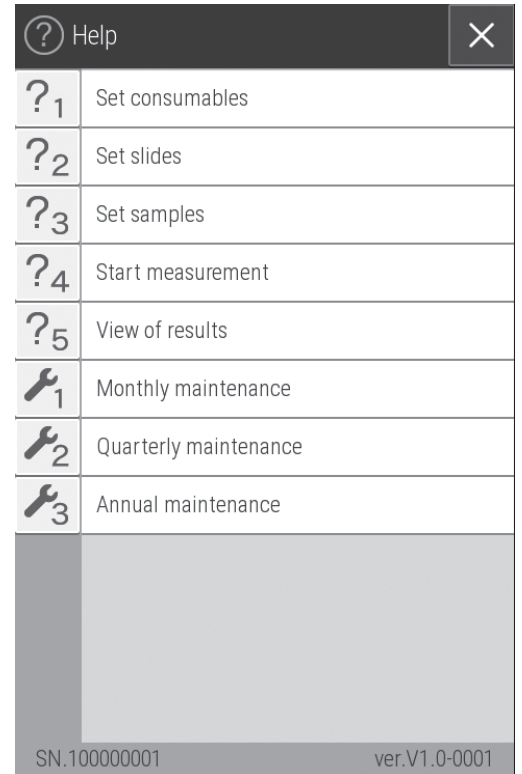 ? Help ×
?1 Set consumables
?2 Set slides
?3 Set samples
?4 Start measurement
?5 View of results
1 Monthly maintenance
2 Quarterly maintenance
3 Annual maintenance
SN.100000001 ver.V1.0-0001